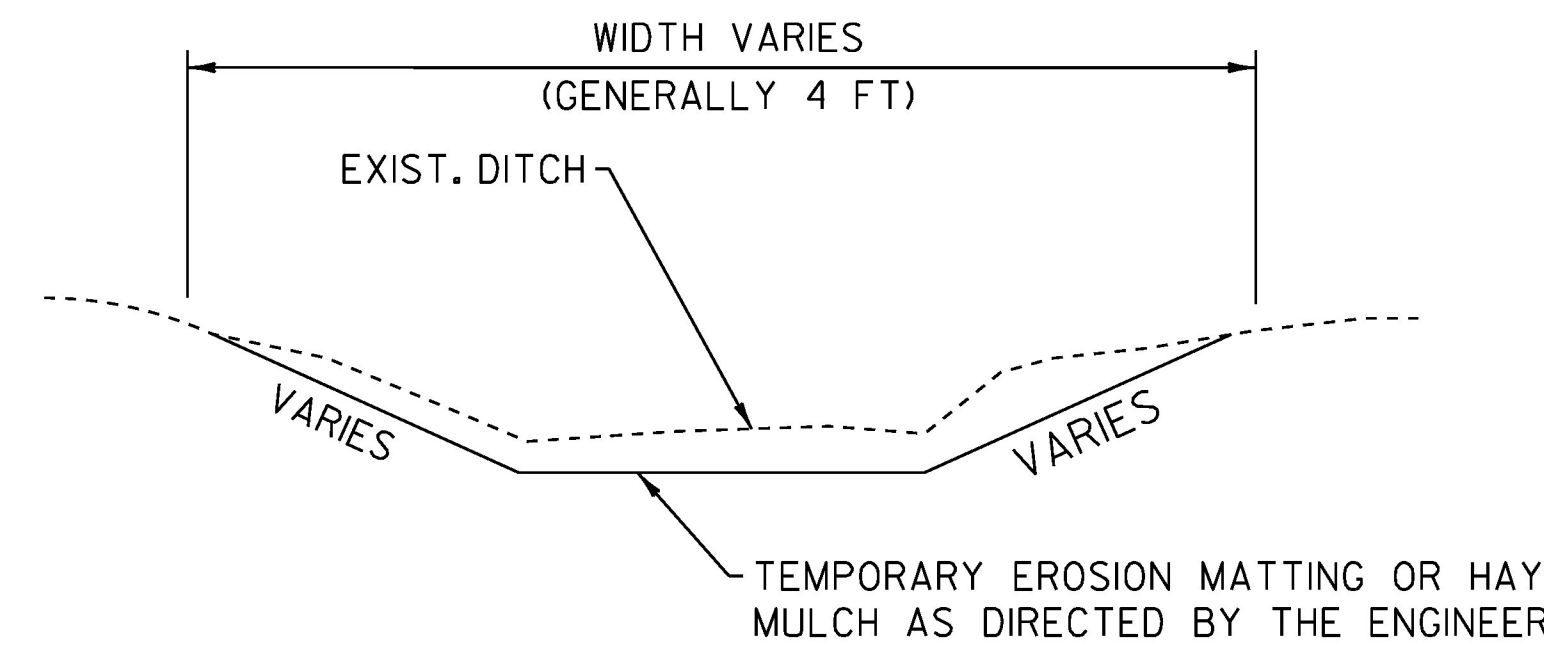 WIDTH VARIES
(GENERALLY 4 FT)
EXIST. DITCH
VARIES
VARIES
TEMPORARY EROSION MATTING OR HAY
MULCH AS DIRECTED BY THE ENGINEER